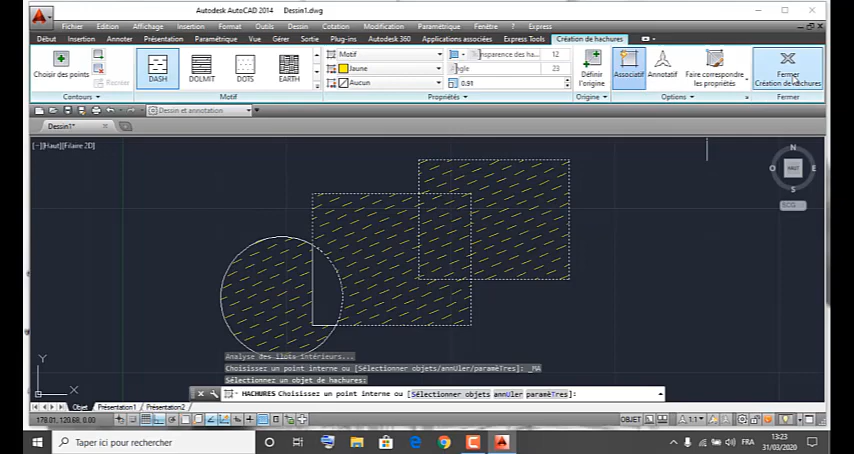 Autodesk AutoCAD 2014 Dessin1.dwg
Fichier Edition Affichage Insertion Format Outils Dessin Cotation Modification Paramétrique Fenêtre ? Express
Début Insertion Annoter Présentation Paramétrique Vue Gérer Sortie Plug-ins Autodesk 360 Applications associées Express Tools Création de hachures
Motif 12
Jaune ngle 23
Aucun 0.91
Choisir des points Recréer DASH DOLMIT DOTS EARTH Définir l'origine Associatif Annotatif Faire correspondre les propriétés Fermer Création de hachures
Contours Motif Propriétés Origine Options Fermer
Dessin et annotation
Dessin1*
[−][Haut][Filaire 2D]
N
O HAUT E
S
SCG
Y
X
Analyse des îlots intérieurs...
Choisissez un point interne ou [Sélectionner objets/annUler/paramèTres]: _MA
Sélectionnez un objet de hachures:
HACHURES Choisissez un point interne ou [Sélectionner objets annUler paramèTres]:
Objet Présentation1 Présentation2
178.01, 120.68, 0.00 OBJET 1:1
Taper ici pour rechercher FRA 13:23
31/03/2020